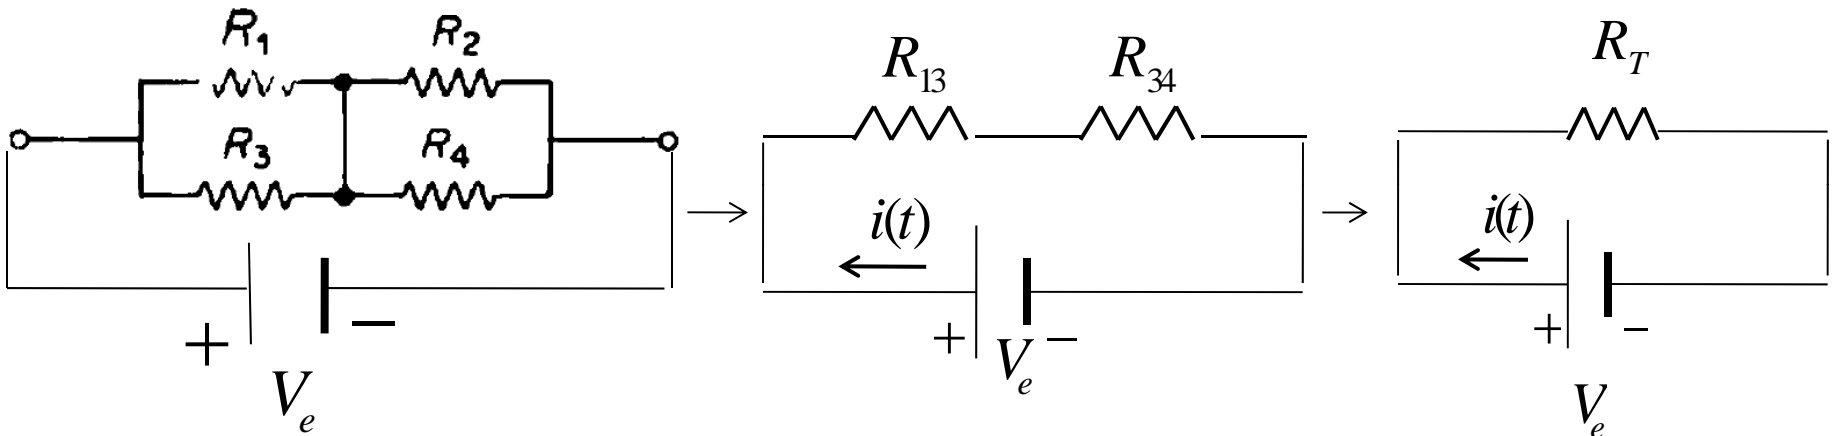 R1 R2
R3 R4
+ −
Ve
R13 R34
i(t)
+ −
Ve
RT
i(t)
+ −
Ve